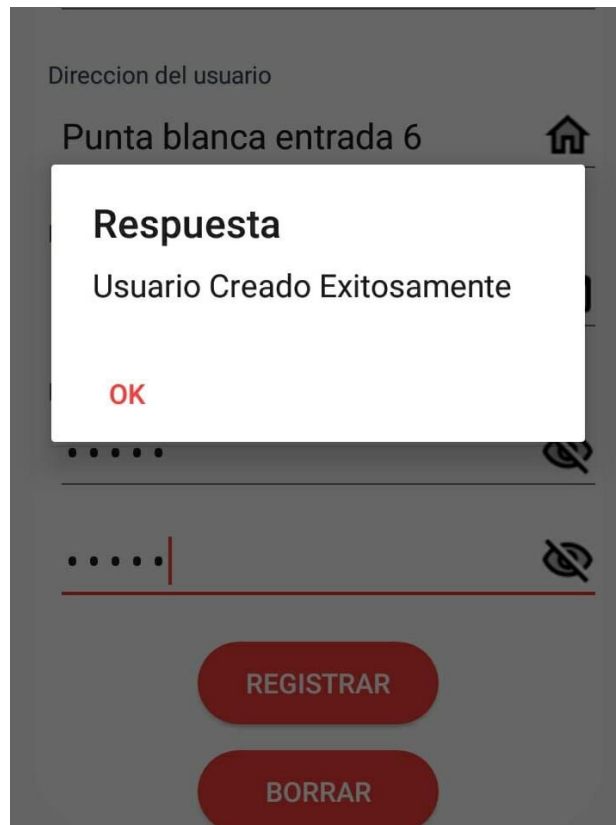 Direccion del usuario
Punta blanca entrada 6
Respuesta
Usuario Creado Exitosamente
OK
REGISTRAR
BORRAR